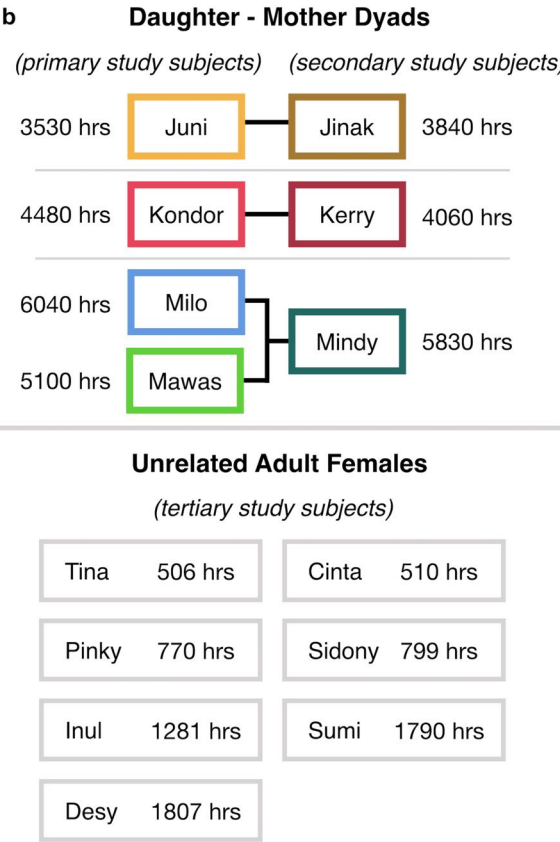 b Daughter - Mother Dyads
(primary study subjects) (secondary study subjects)
3530 hrs Juni Jinak 3840 hrs
4480 hrs Kondor Kerry 4060 hrs
6040 hrs Milo
Mindy 5830 hrs
5100 hrs Mawas
Unrelated Adult Females
(tertiary study subjects)
Tina 506 hrs Cinta 510 hrs
Pinky 770 hrs Sidony 799 hrs
Inul 1281 hrs Sumi 1790 hrs
Desy 1807 hrs